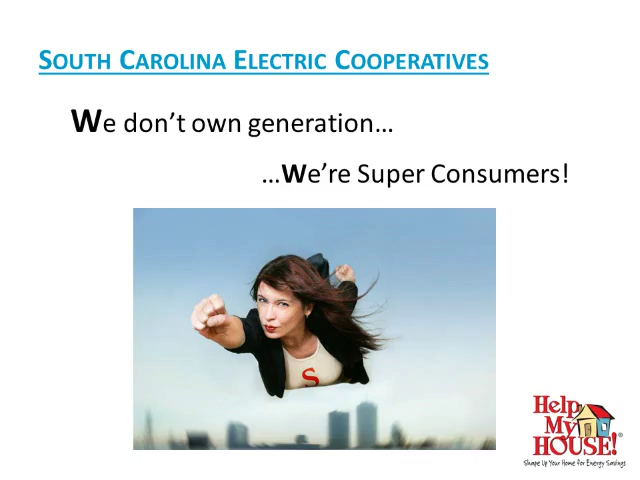 SOUTH CAROLINA ELECTRIC COOPERATIVES
We don’t own generation…
…We’re Super Consumers!
S
Help
My
HOUSE!®
Shape Up Your Home for Energy Savings